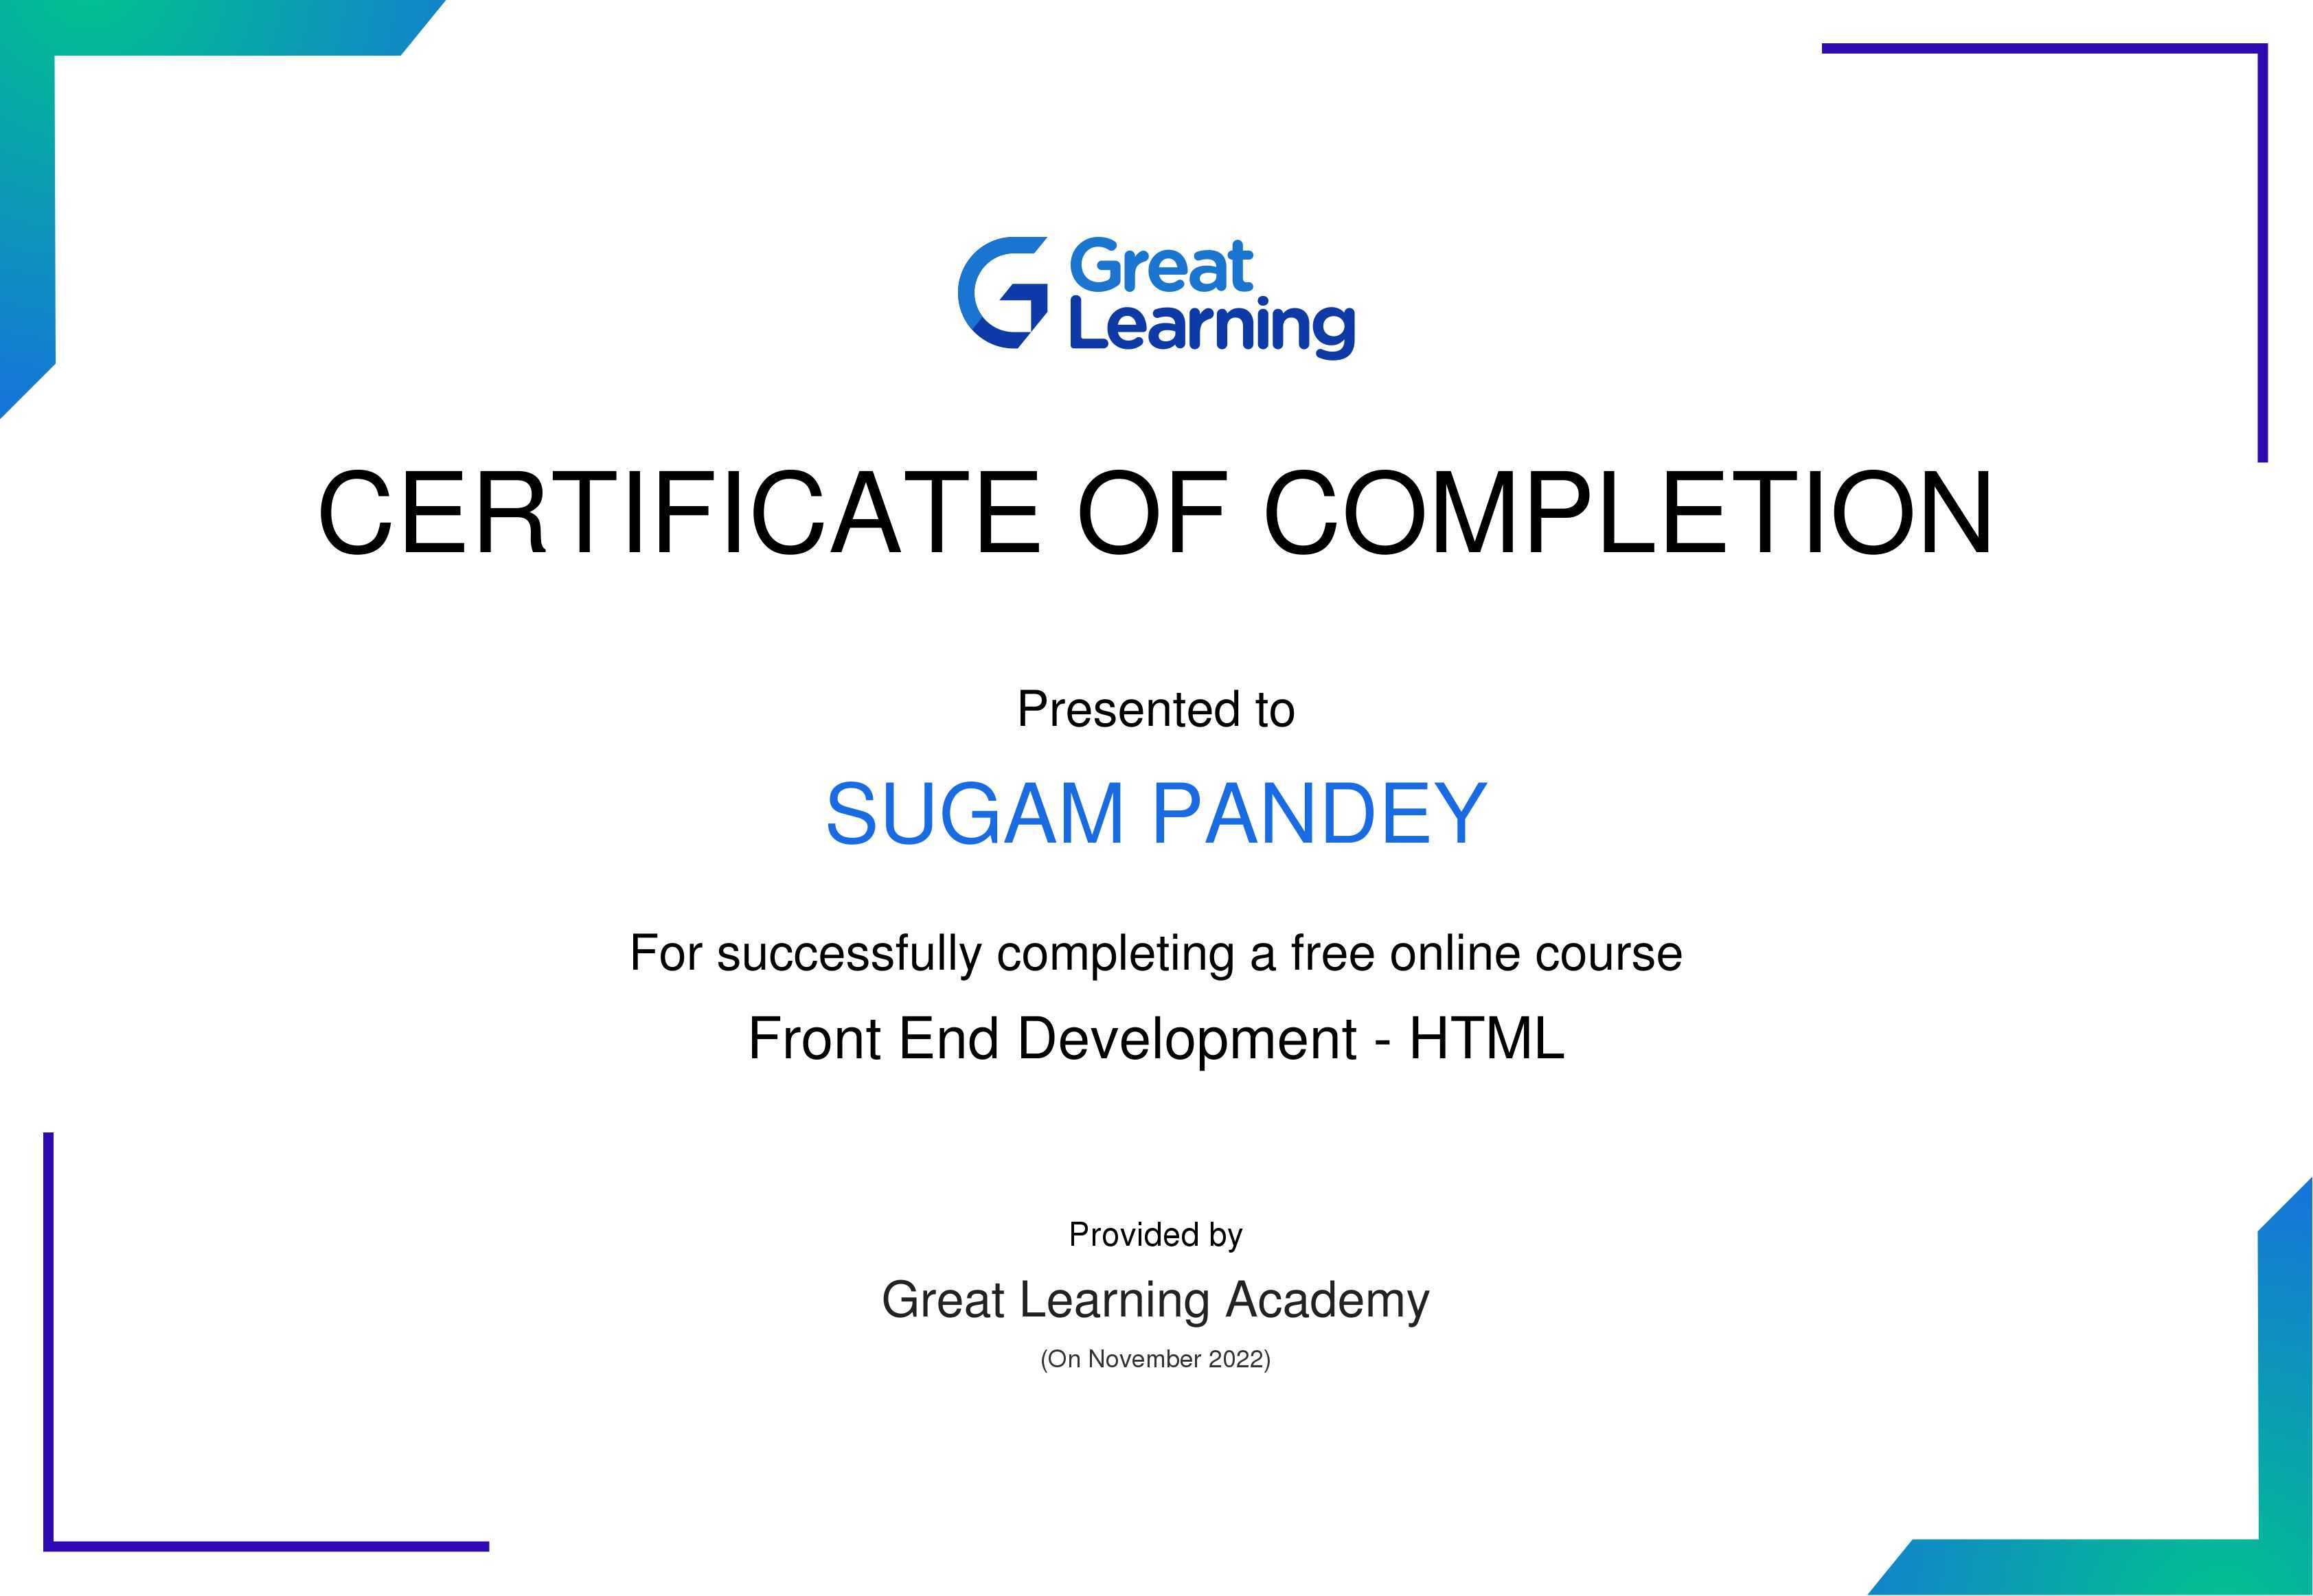 Great
Learning
CERTIFICATE OF COMPLETION
Presented to
SUGAM PANDEY
For successfully completing a free online course
Front End Development - HTML
Provided by
Great Learning Academy
(On November 2022)